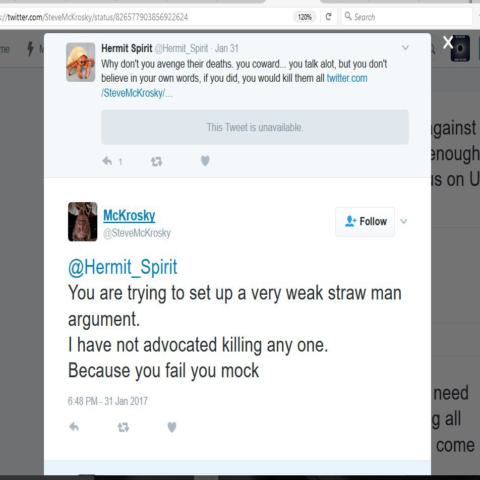 ://twitter.com/SteveMcKrosky/status/826577903856922624 120% Search
me
X
Hermit Spirit @Hermit_Spirit · Jan 31
Why don't you avenge their deaths. you coward... you talk alot, but you don't
believe in your own words, if you did, you would kill them all twitter.com
/SteveMcKrosky/...
This Tweet is unavailable.
1
against
enough
us on U
McKrosky
@SteveMcKrosky
Follow
@Hermit_Spirit
You are trying to set up a very weak straw man
argument.
I have not advocated killing any one.
Because you fail you mock
6:48 PM - 31 Jan 2017
need
g all
come